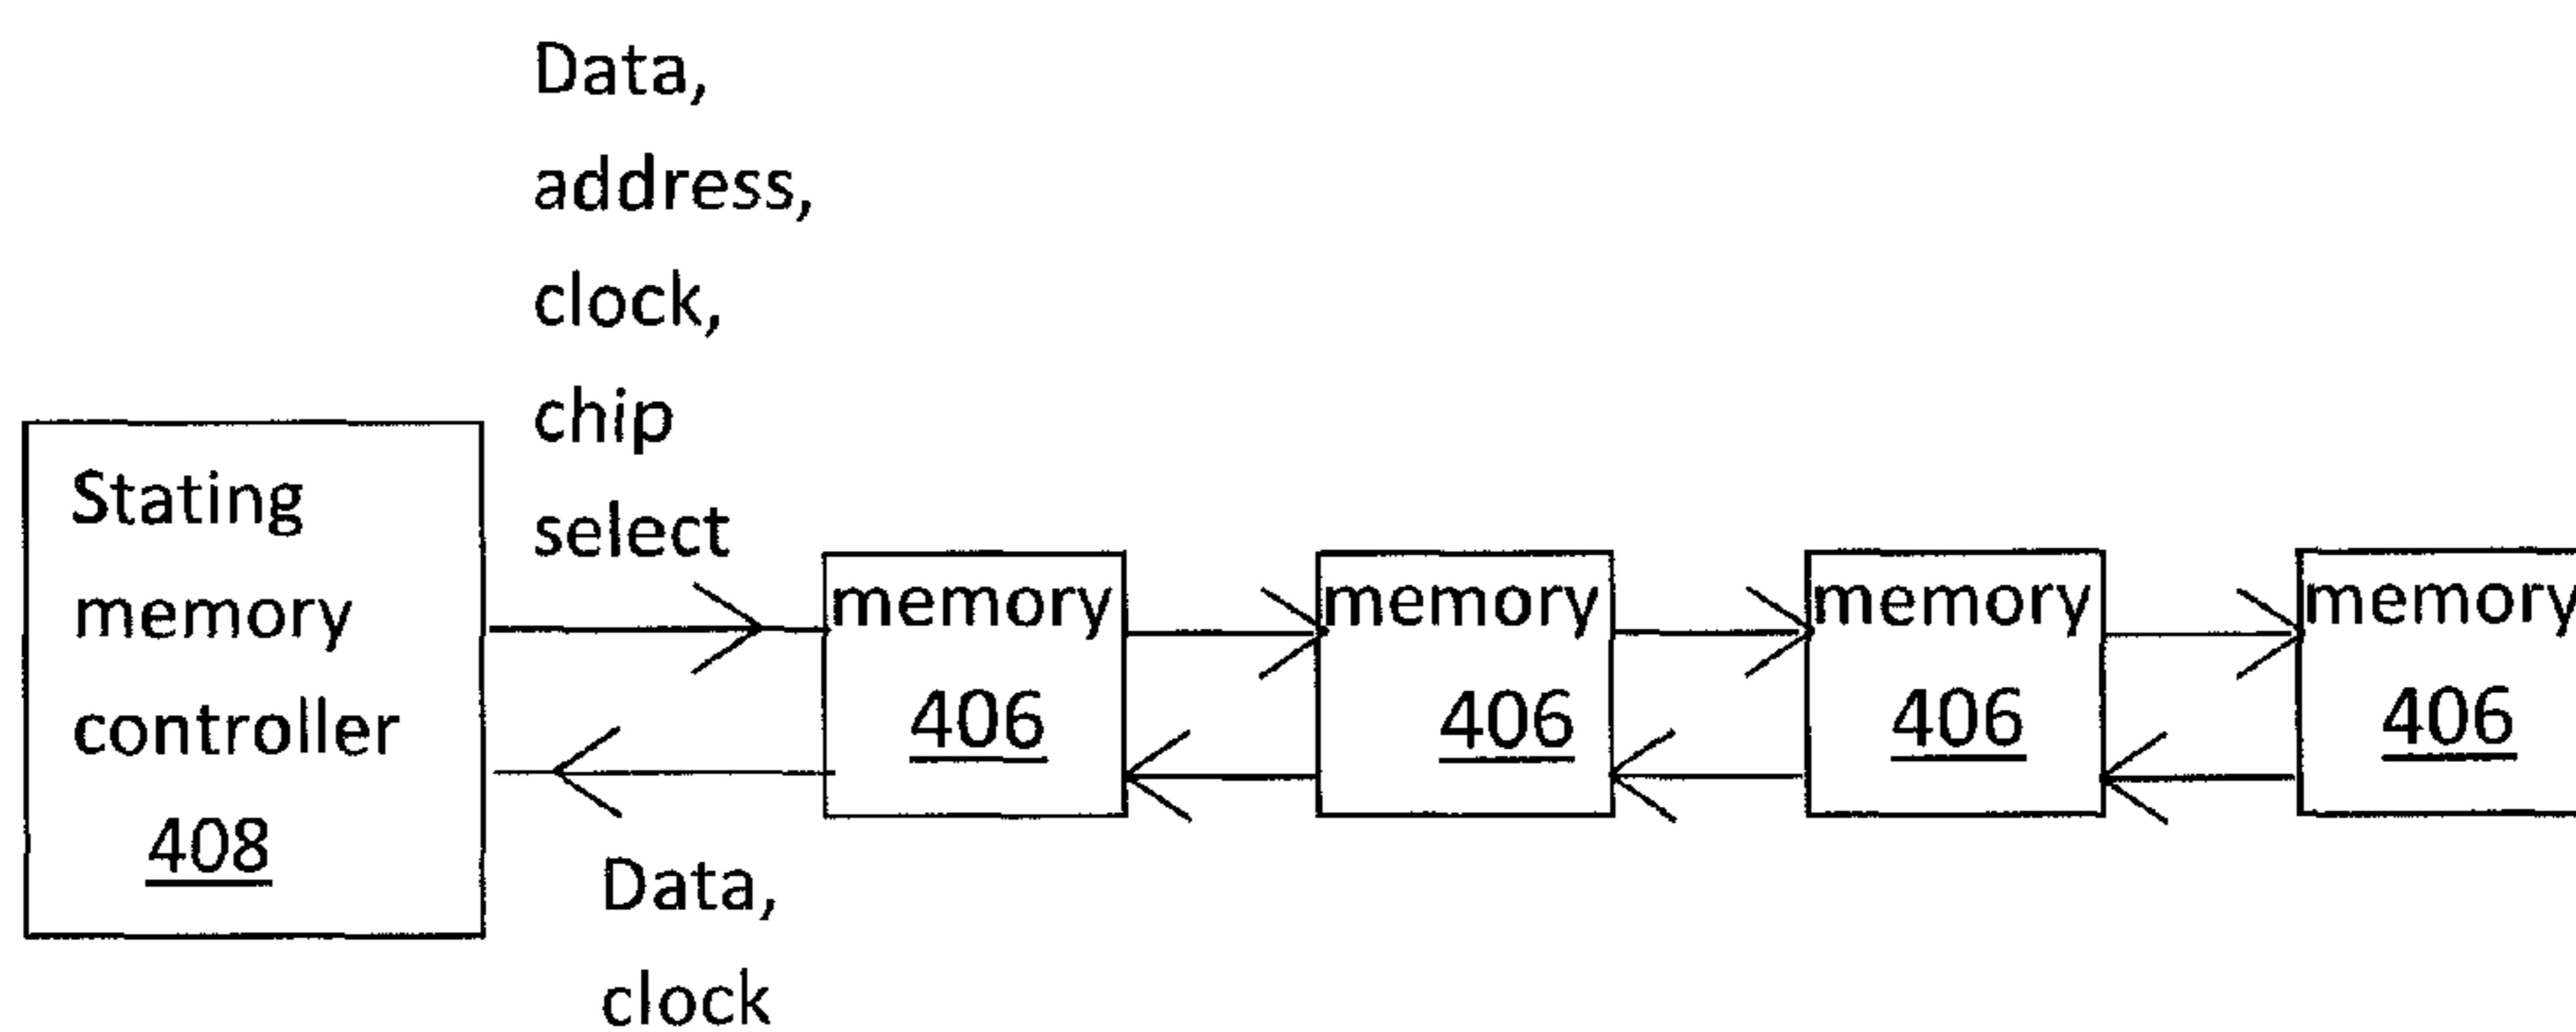 Data,
address,
clock,
chip
select
Stating
memory
controller
408
memory
406
memory
406
memory
406
memory
406
Data,
clock